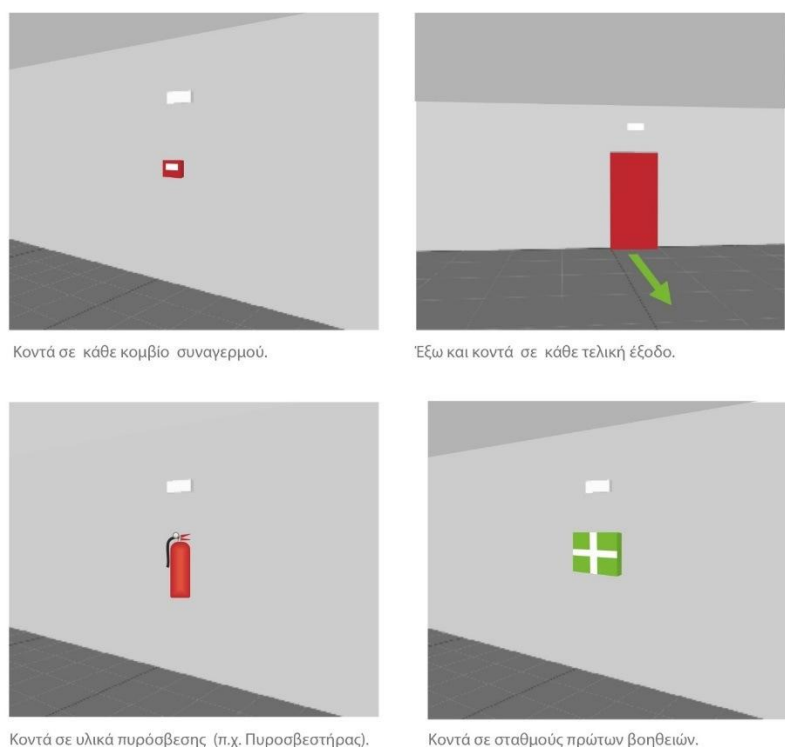 Κοντά σε κάθε κομβίο συναγερμού.
Έξω και κοντά σε κάθε τελική έξοδο.
Κοντά σε υλικά πυρόσβεσης (π.χ. Πυροσβεστήρας).
Κοντά σε σταθμούς πρώτων βοηθειών.